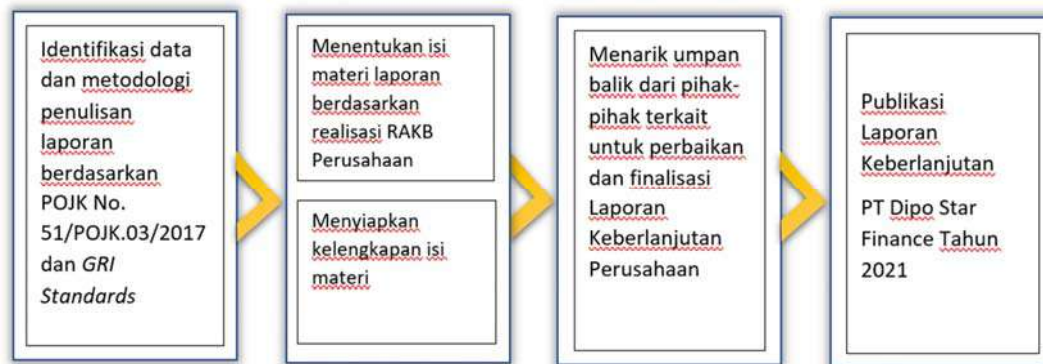 Identifikasi data
dan metodologi
penulisan
laporan
berdasarkan
POJK No.
51/POJK.03/2017
dan GRI
Standards
Menentukan isi
materi laporan
berdasarkan
realisasi RAKB
Perusahaan
Menyiapkan
kelengkapan isi
materi
Menarik umpan
balik dari pihak-
pihak terkait
untuk perbaikan
dan finalisasi
Laporan
Keberlanjutan
Perusahaan
Publikasi
Laporan
Keberlanjutan
PT Dipo Star
Finance Tahun
2021